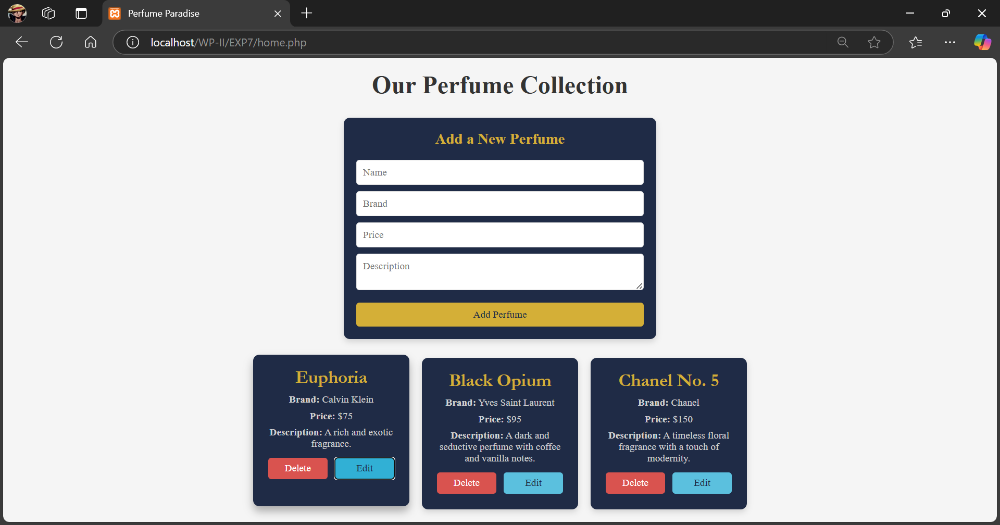 Perfume Paradise
localhost/WP-II/EXP7/home.php
Our Perfume Collection
Add a New Perfume
Name
Brand
Price
Description
Add Perfume
Euphoria
Brand: Calvin Klein
Price: $75
Description: A rich and exotic
fragrance.
Delete
Edit
Black Opium
Brand: Yves Saint Laurent
Price: $95
Description: A dark and
seductive perfume with coffee
and vanilla notes.
Delete
Edit
Chanel No. 5
Brand: Chanel
Price: $150
Description: A timeless floral
fragrance with a touch of
modernity.
Delete
Edit